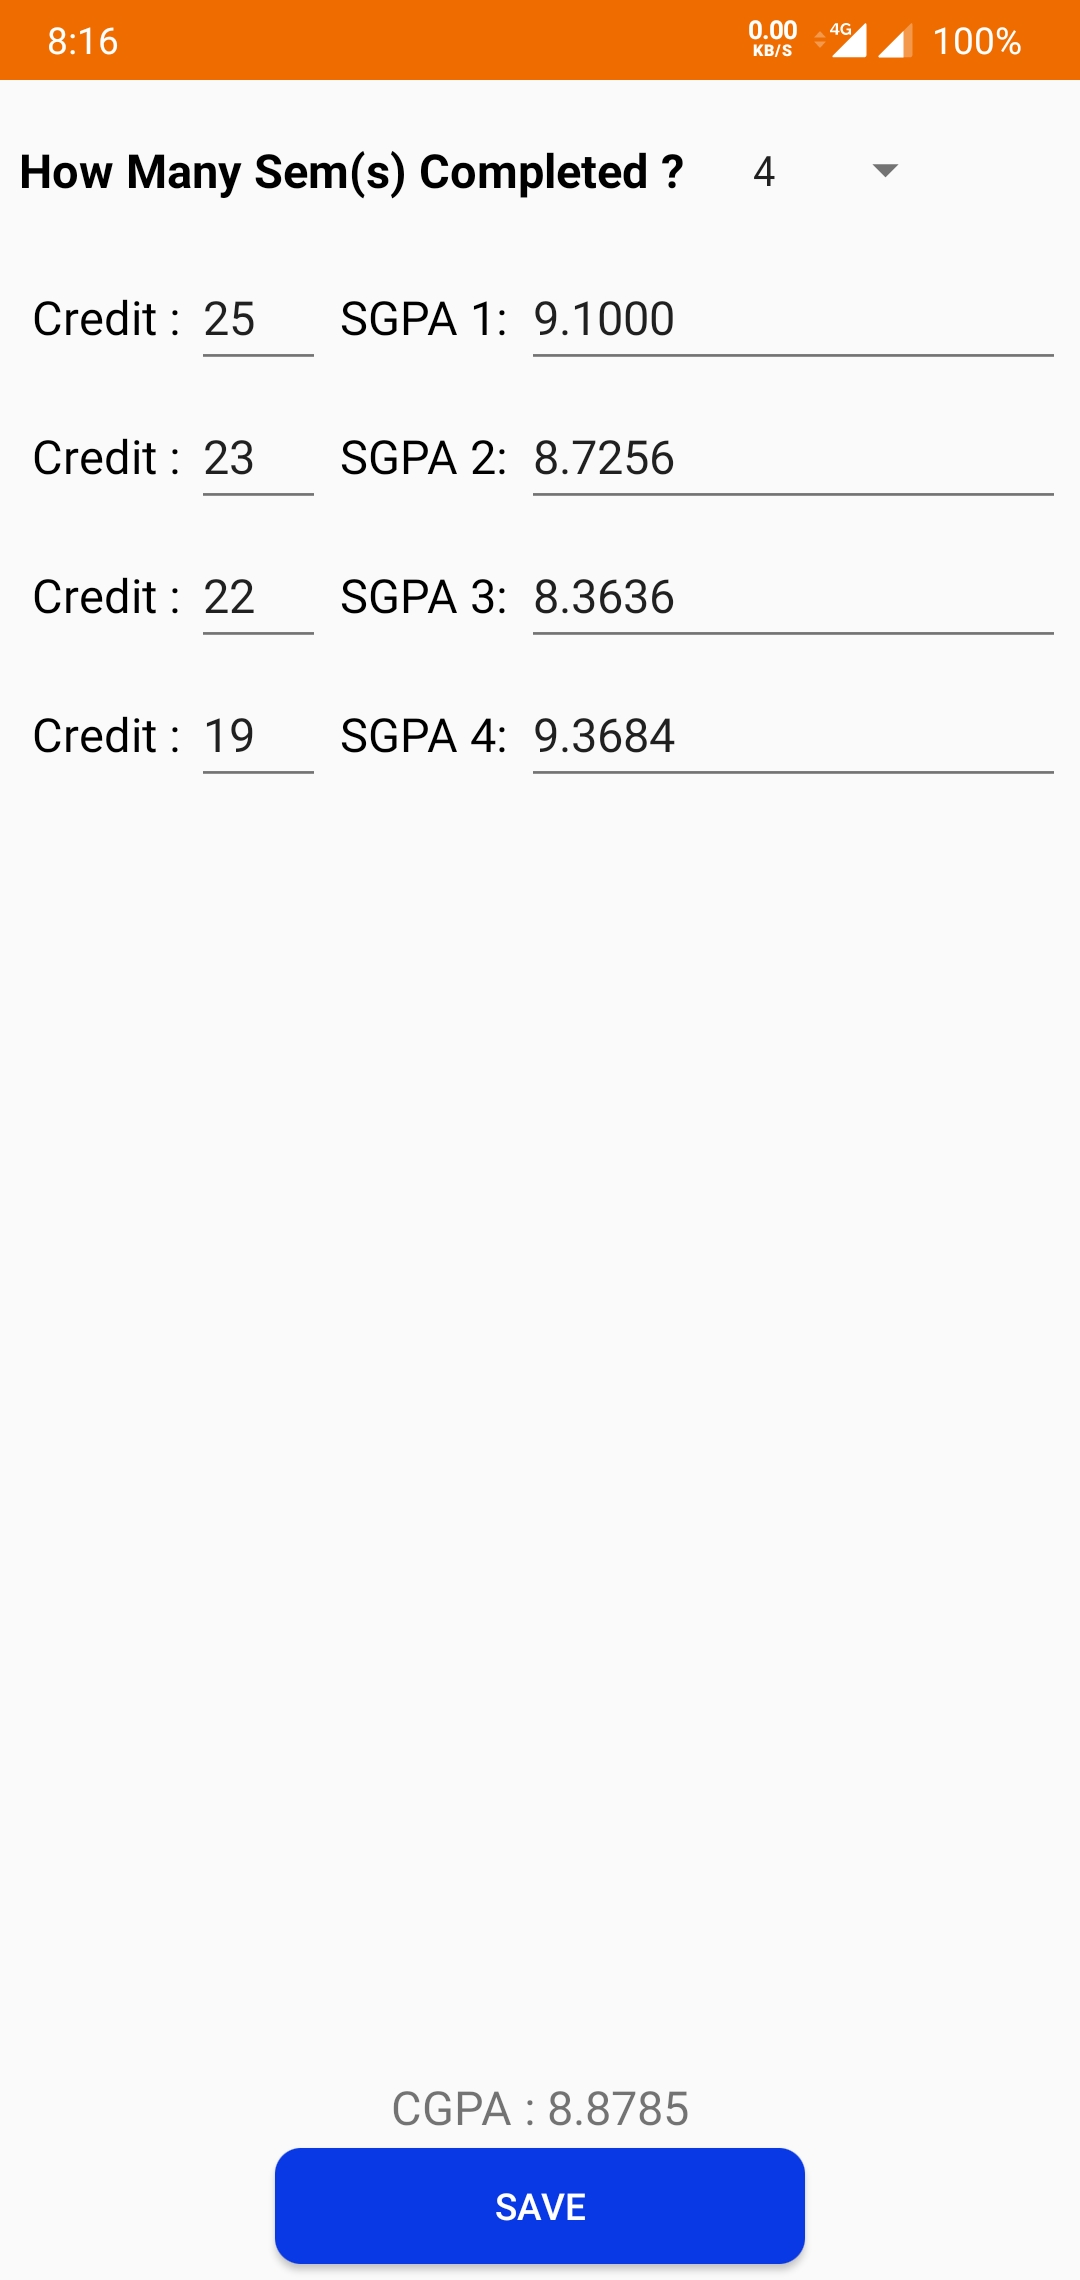 8:16 0.00 KB/S 4G 100%
How Many Sem(s) Completed ? 4
Credit : 25 SGPA 1: 9.1000
Credit : 23 SGPA 2: 8.7256
Credit : 22 SGPA 3: 8.3636
Credit : 19 SGPA 4: 9.3684
CGPA : 8.8785
SAVE